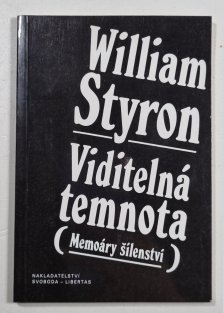 William
Styron
Viditelná
temnota
(Memoáry šílenství)
NAKLADATELSTVÍ
SVOBODA – LIBERTAS